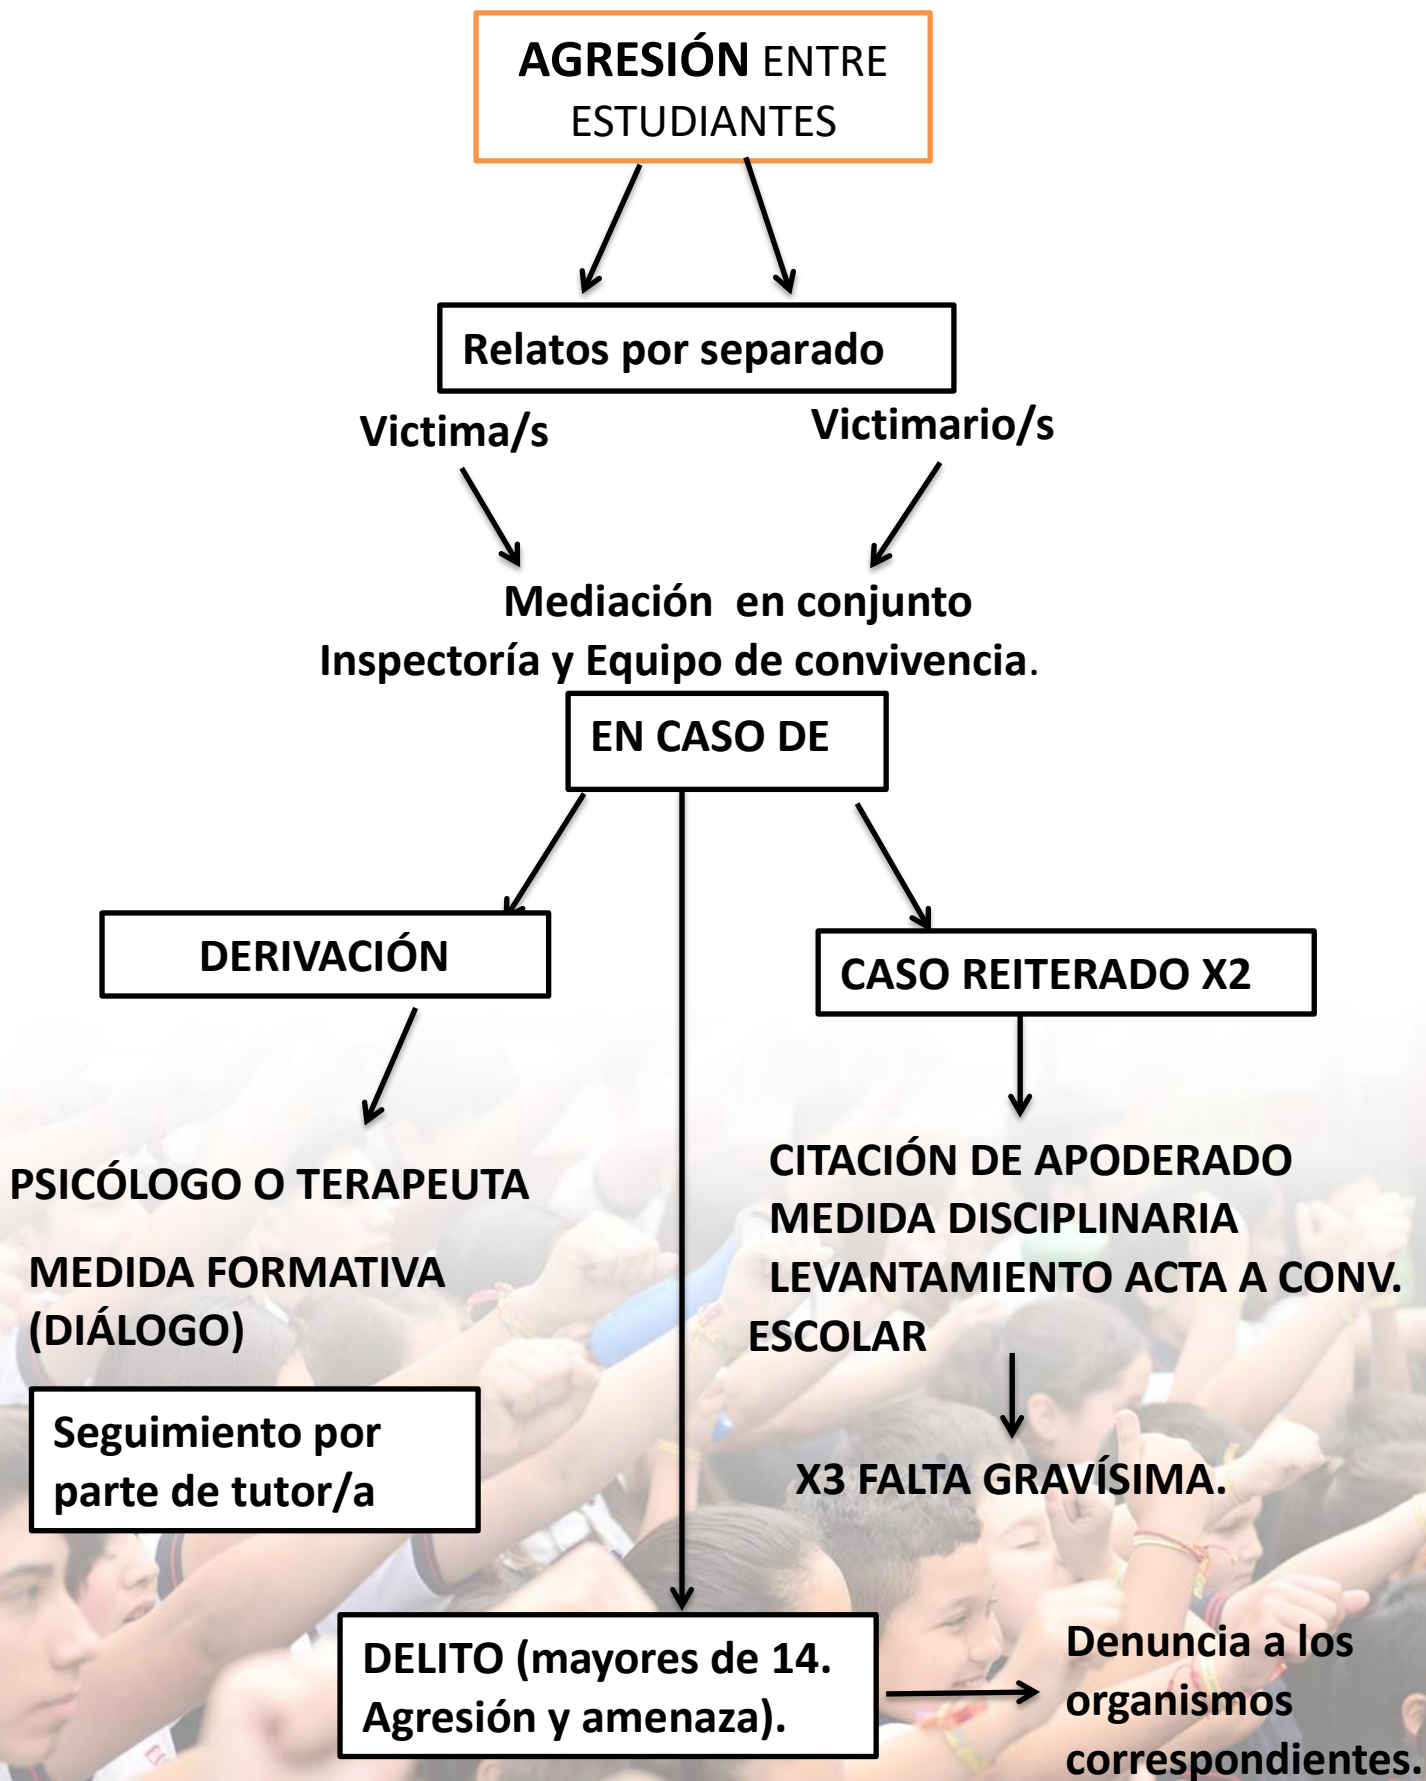 AGRESIÓN ENTRE
ESTUDIANTES
Relatos por separado
Victima/s
Victimario/s
Mediación en conjunto
Inspectoría y Equipo de convivencia.
EN CASO DE
DERIVACIÓN
CASO REITERADO X2
PSICÓLOGO O TERAPEUTA
MEDIDA FORMATIVA
(DIÁLOGO)
Seguimiento por
parte de tutor/a
CITACIÓN DE APODERADO
MEDIDA DISCIPLINARIA
LEVANTAMIENTO ACTA A CONV.
ESCOLAR
X3 FALTA GRAVÍSIMA.
DELITO (mayores de 14.
Agresión y amenaza).
Denuncia a los
organismos
correspondientes.